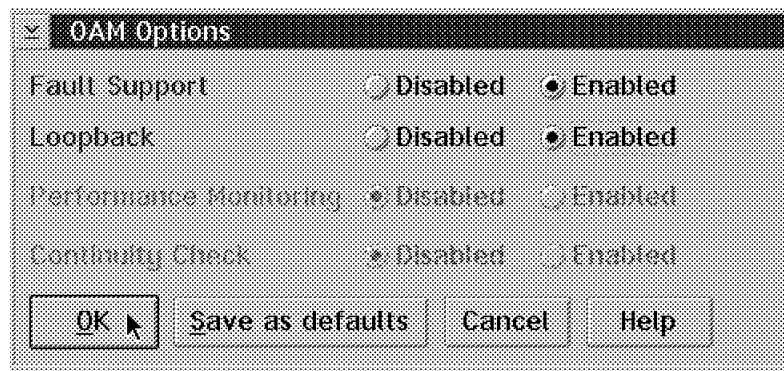 OAM Options
Fault Support Disabled Enabled
Loopback Disabled Enabled
Performance Monitoring Disabled Enabled
Continuity Check Disabled Enabled
OK Save as defaults Cancel Help